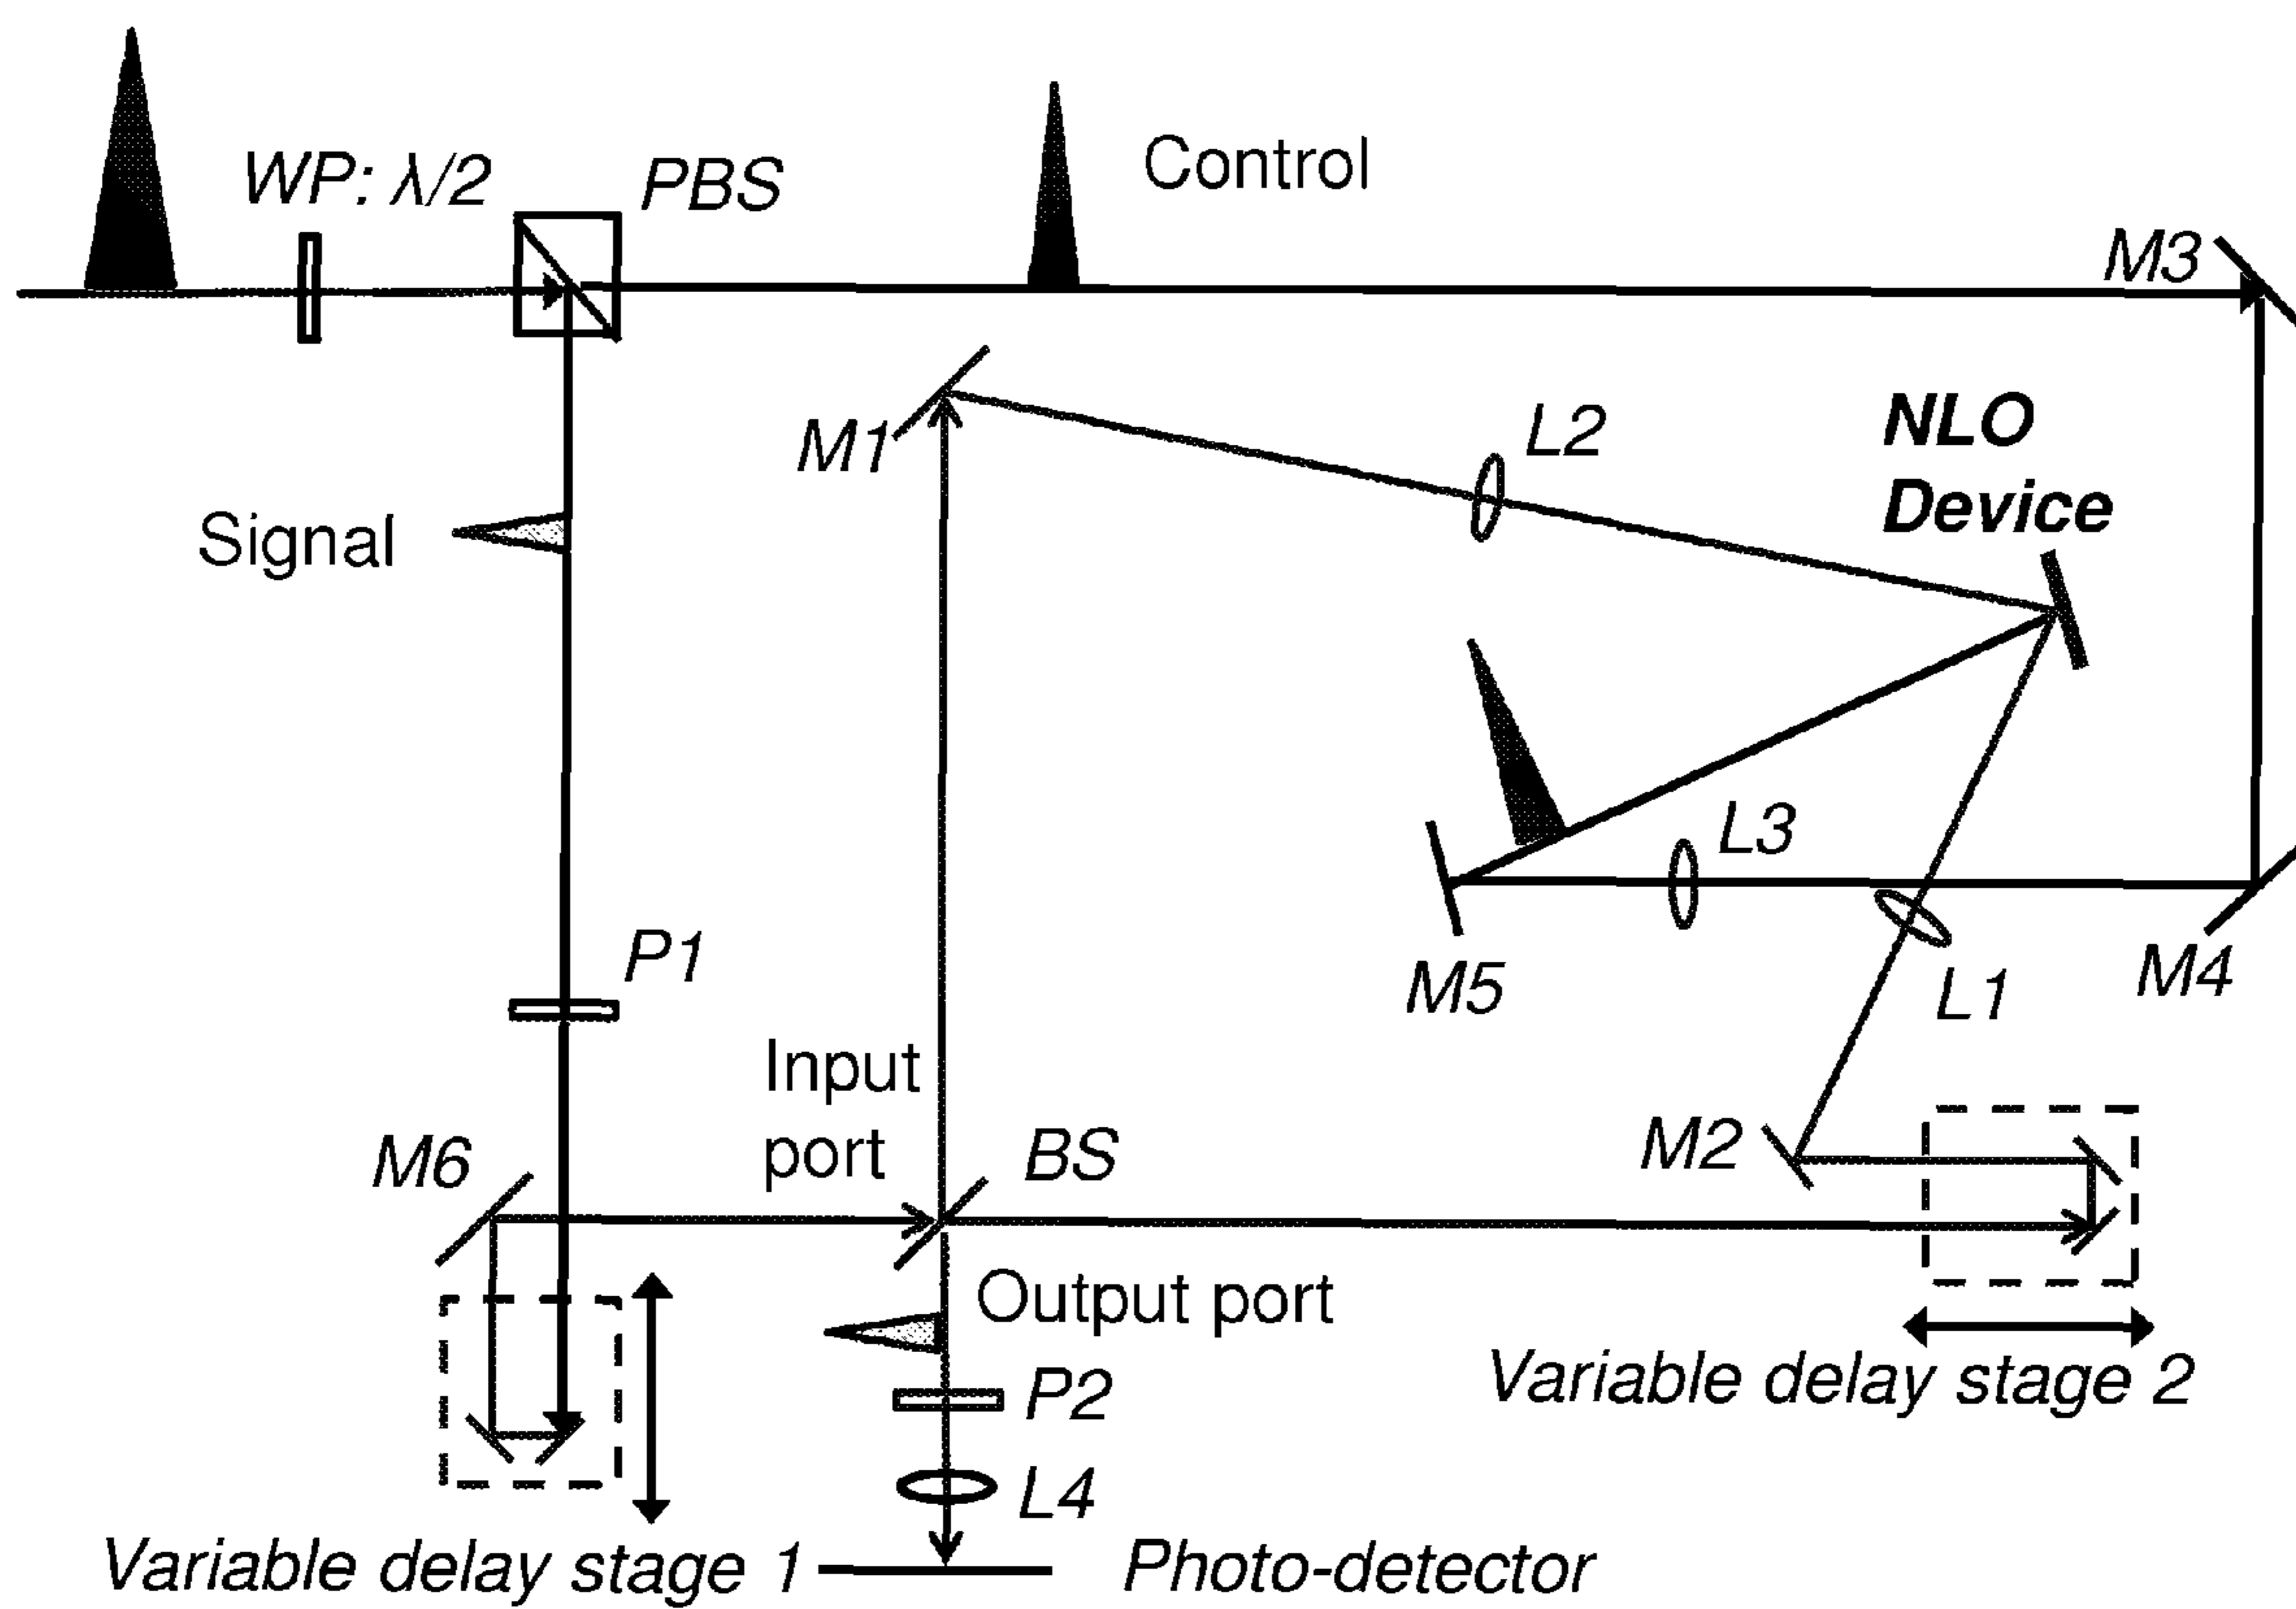 WP: λ/2
PBS
Control
M3
M1
L2
NLO
Device
Signal
L3
P1
M5
L1
M4
Input
port
M6
BS
M2
Output port
P2
Variable delay stage 2
L4
Variable delay stage 1
Photo-detector